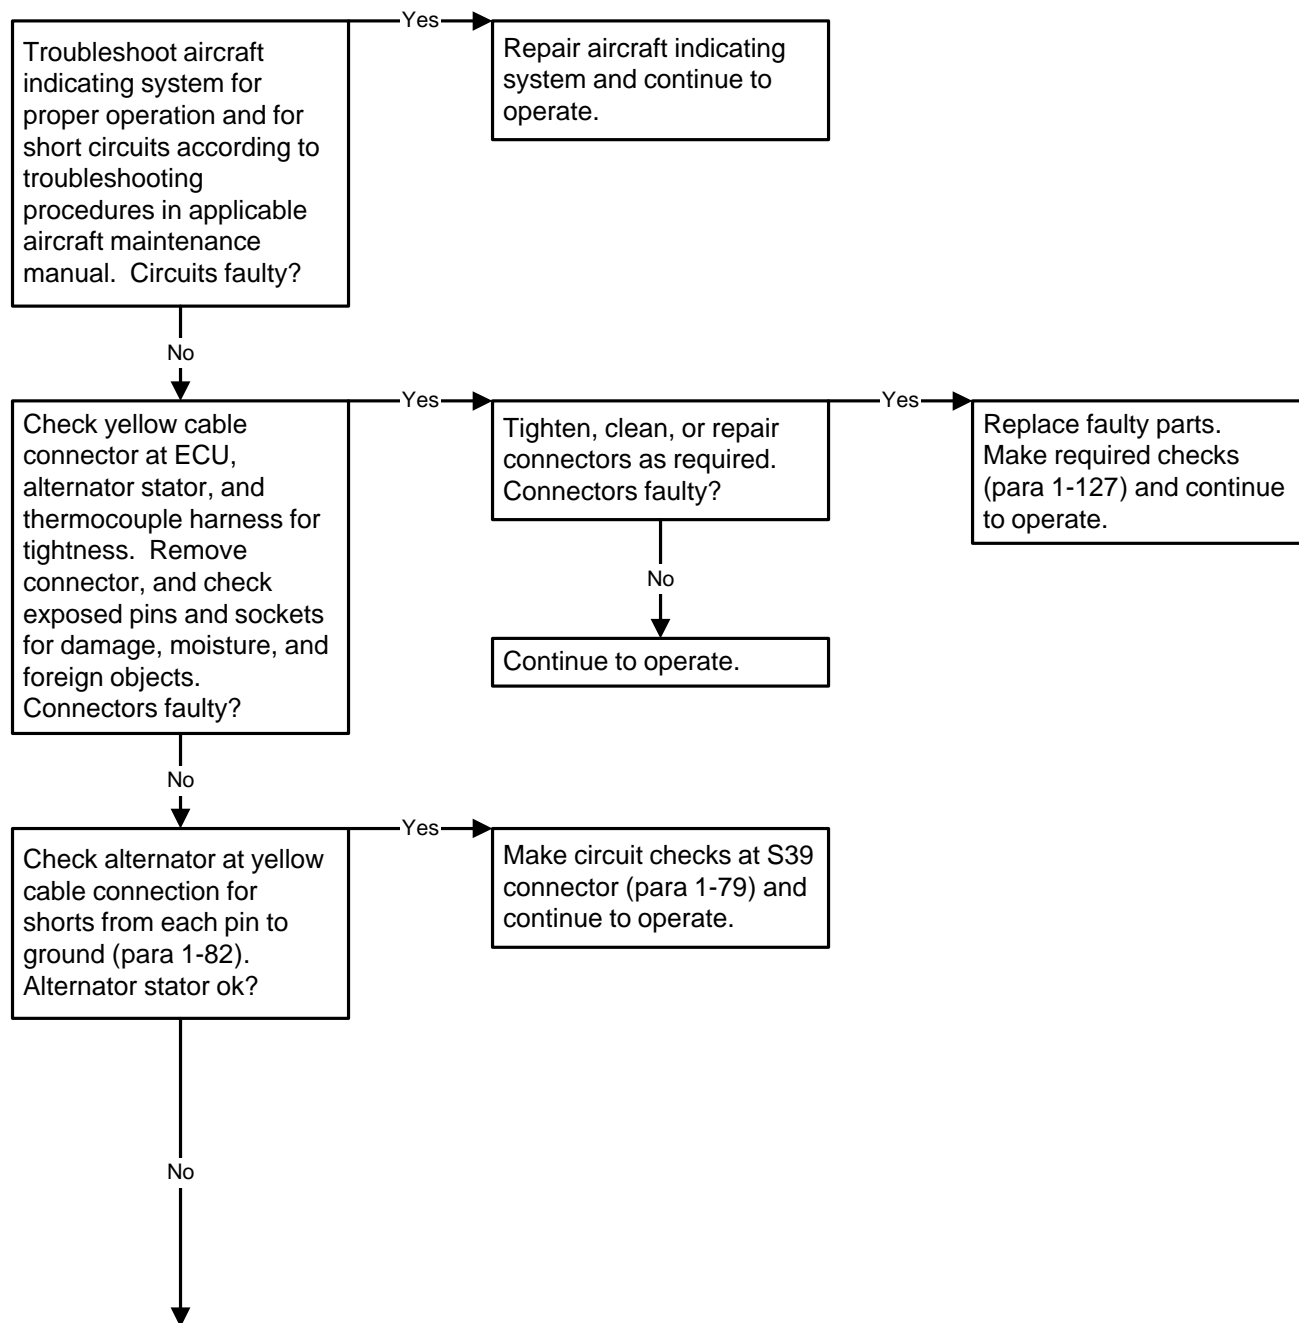 Yes
Troubleshoot aircraft
indicating system for
proper operation and for
short circuits according to
troubleshooting
procedures in applicable
aircraft maintenance
manual.  Circuits faulty?
Repair aircraft indicating
system and continue to
operate.
No
Yes
Yes
Check yellow cable
connector at ECU,
alternator stator, and
thermocouple harness for
tightness.  Remove
connector, and check
exposed pins and sockets
for damage, moisture, and
foreign objects.
Connectors faulty?
Tighten, clean, or repair
connectors as required.
Connectors faulty?
Replace faulty parts.
Make required checks
(para 1-127) and continue
to operate.
No
Continue to operate.
No
Yes
Check alternator at yellow
cable connection for
shorts from each pin to
ground (para 1-82).
Alternator stator ok?
Make circuit checks at S39
connector (para 1-79) and
continue to operate.
No